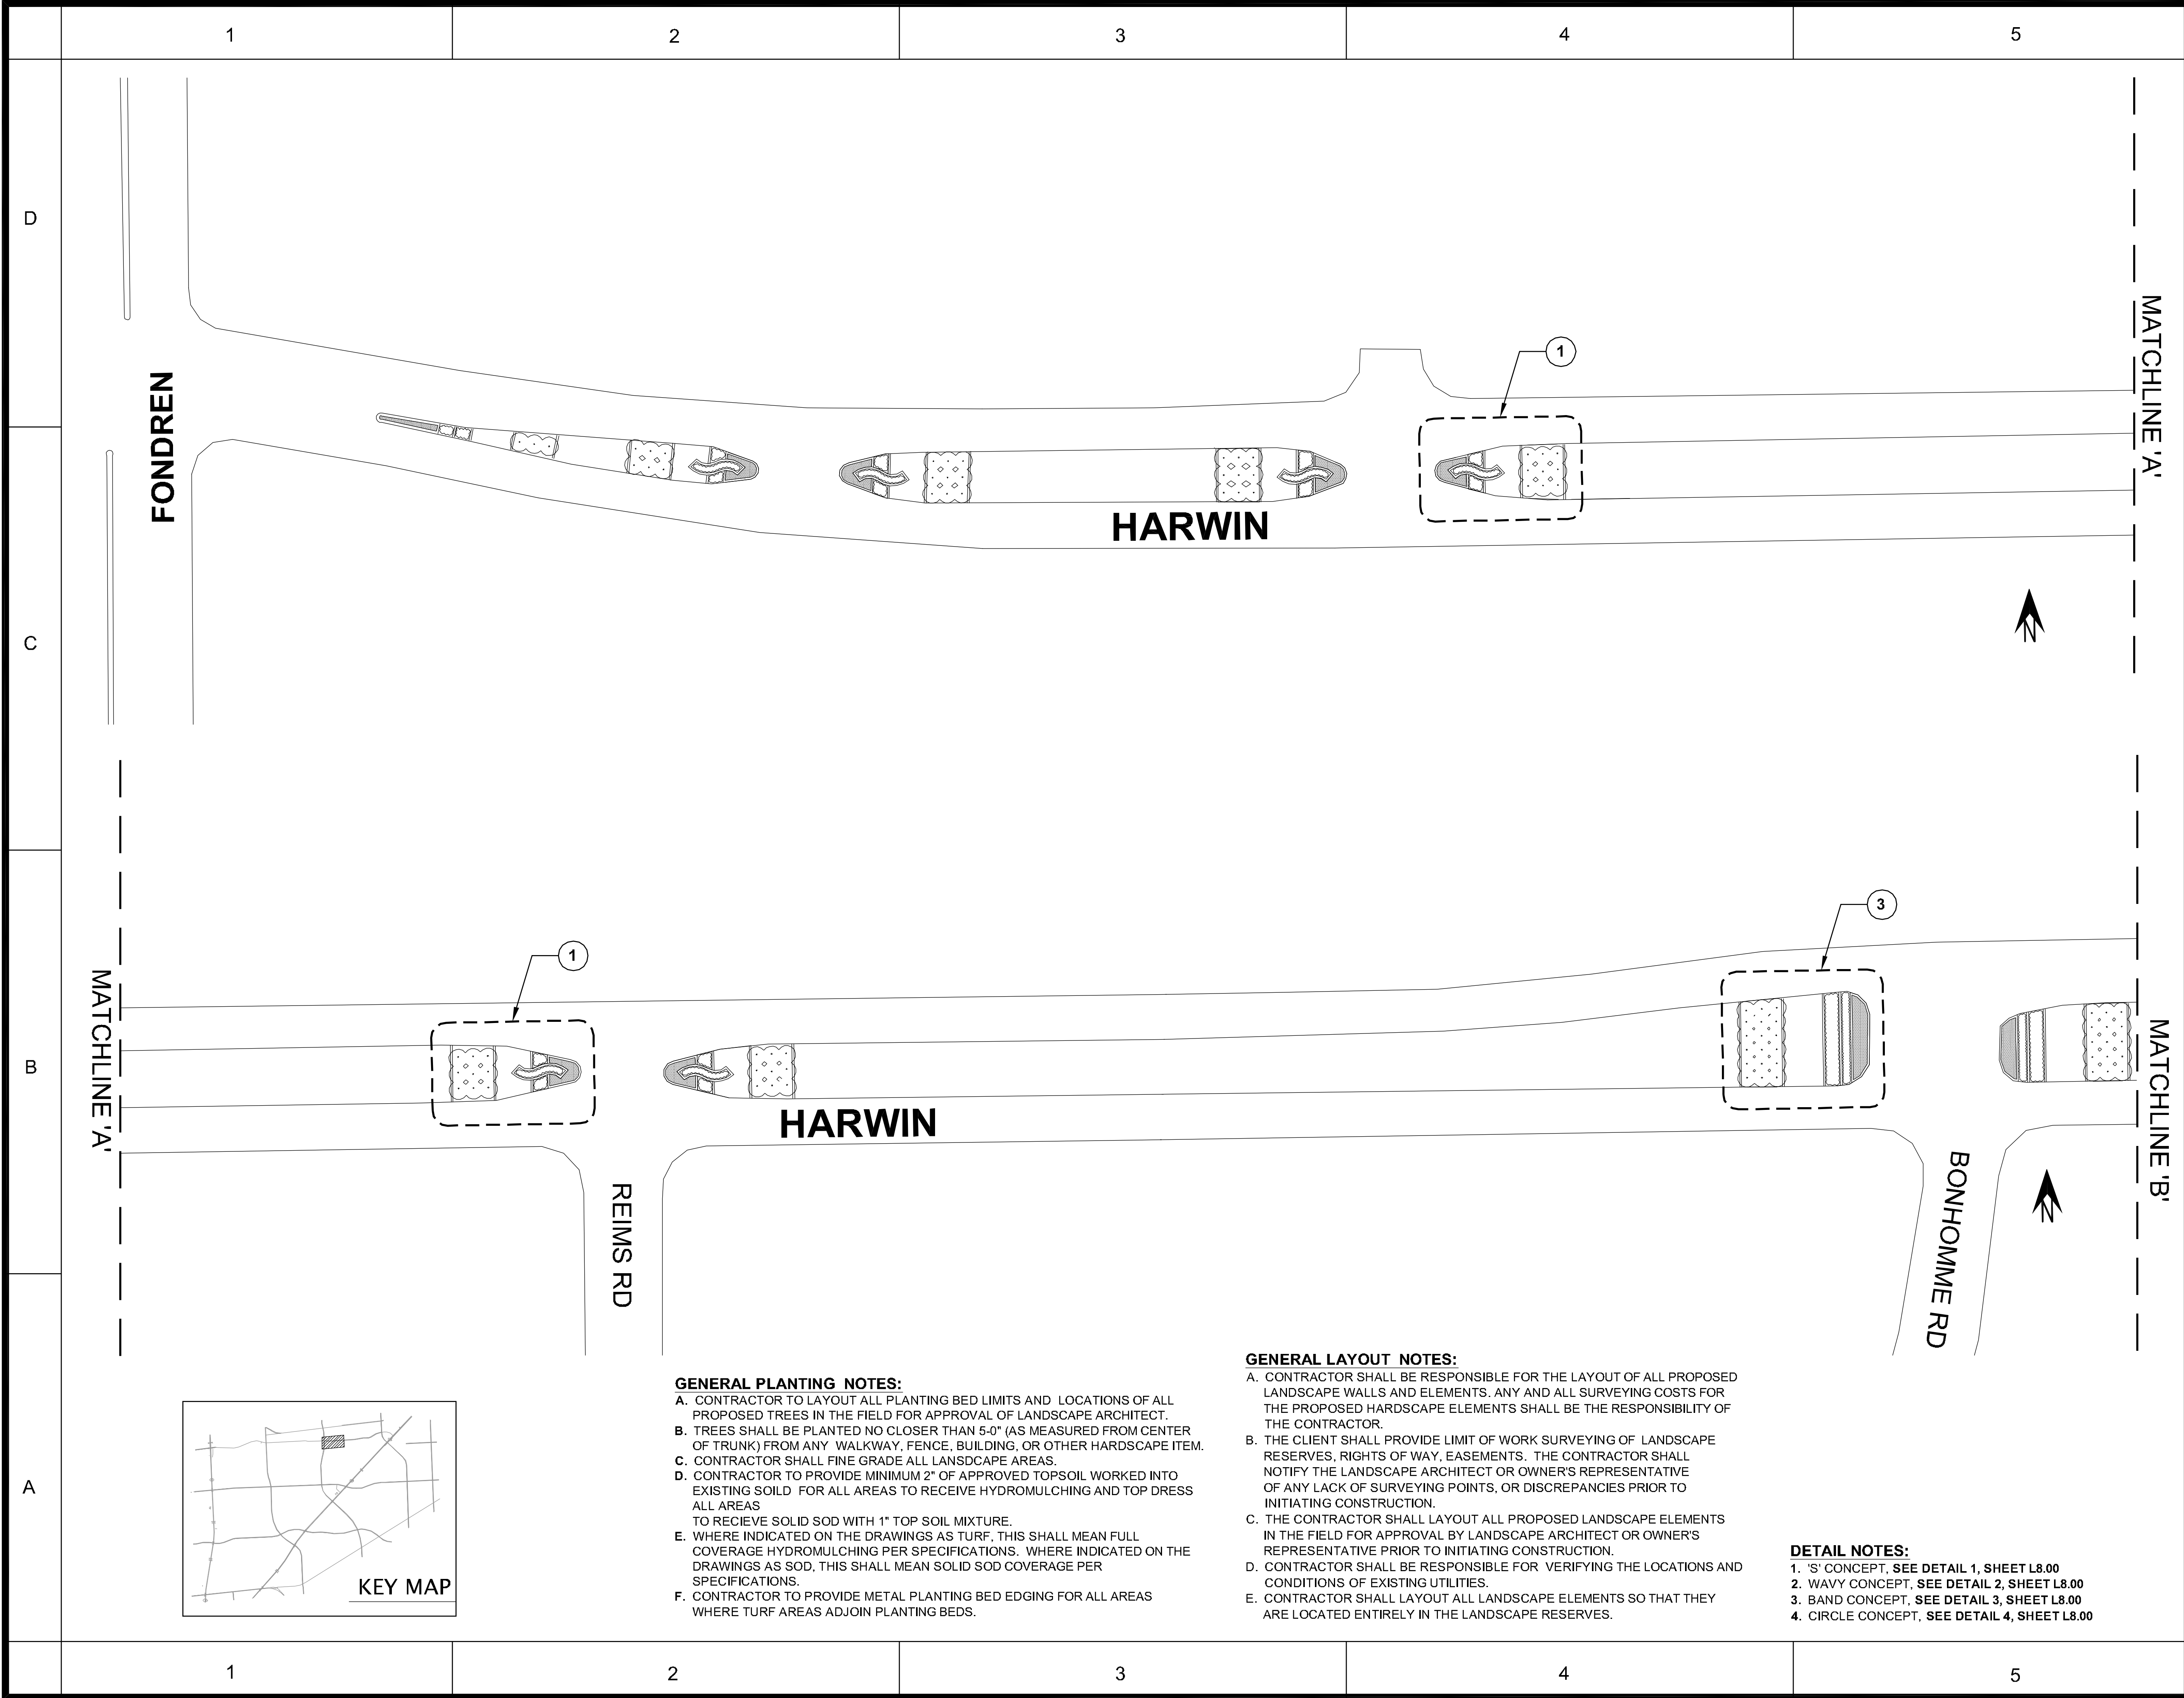 1 2 3 4 5
D
C
B
A
FONDREN
HARWIN
1
MATCHLINE 'A'
N
MATCHLINE 'A'
1
3
HARWIN
REIMS RD
BONHOMME RD
MATCHLINE 'B'
N
KEY MAP
GENERAL PLANTING NOTES:
A. CONTRACTOR TO LAYOUT ALL PLANTING BED LIMITS AND LOCATIONS OF ALL
PROPOSED TREES IN THE FIELD FOR APPROVAL OF LANDSCAPE ARCHITECT.
B. TREES SHALL BE PLANTED NO CLOSER THAN 5-0" (AS MEASURED FROM CENTER
OF TRUNK) FROM ANY WALKWAY, FENCE, BUILDING, OR OTHER HARDSCAPE ITEM.
C. CONTRACTOR SHALL FINE GRADE ALL LANSDCAPE AREAS.
D. CONTRACTOR TO PROVIDE MINIMUM 2" OF APPROVED TOPSOIL WORKED INTO
EXISTING SOILD FOR ALL AREAS TO RECEIVE HYDROMULCHING AND TOP DRESS
ALL AREAS
TO RECIEVE SOLID SOD WITH 1" TOP SOIL MIXTURE.
E. WHERE INDICATED ON THE DRAWINGS AS TURF, THIS SHALL MEAN FULL
COVERAGE HYDROMULCHING PER SPECIFICATIONS. WHERE INDICATED ON THE
DRAWINGS AS SOD, THIS SHALL MEAN SOLID SOD COVERAGE PER
SPECIFICATIONS.
F. CONTRACTOR TO PROVIDE METAL PLANTING BED EDGING FOR ALL AREAS
WHERE TURF AREAS ADJOIN PLANTING BEDS.
GENERAL LAYOUT NOTES:
A. CONTRACTOR SHALL BE RESPONSIBLE FOR THE LAYOUT OF ALL PROPOSED
LANDSCAPE WALLS AND ELEMENTS. ANY AND ALL SURVEYING COSTS FOR
THE PROPOSED HARDSCAPE ELEMENTS SHALL BE THE RESPONSIBILITY OF
THE CONTRACTOR.
B. THE CLIENT SHALL PROVIDE LIMIT OF WORK SURVEYING OF LANDSCAPE
RESERVES, RIGHTS OF WAY, EASEMENTS. THE CONTRACTOR SHALL
NOTIFY THE LANDSCAPE ARCHITECT OR OWNER'S REPRESENTATIVE
OF ANY LACK OF SURVEYING POINTS, OR DISCREPANCIES PRIOR TO
INITIATING CONSTRUCTION.
C. THE CONTRACTOR SHALL LAYOUT ALL PROPOSED LANDSCAPE ELEMENTS
IN THE FIELD FOR APPROVAL BY LANDSCAPE ARCHITECT OR OWNER'S
REPRESENTATIVE PRIOR TO INITIATING CONSTRUCTION.
D. CONTRACTOR SHALL BE RESPONSIBLE FOR VERIFYING THE LOCATIONS AND
CONDITIONS OF EXISTING UTILITIES.
E. CONTRACTOR SHALL LAYOUT ALL LANDSCAPE ELEMENTS SO THAT THEY
ARE LOCATED ENTIRELY IN THE LANDSCAPE RESERVES.
DETAIL NOTES:
1. 'S' CONCEPT, SEE DETAIL 1, SHEET L8.00
2. WAVY CONCEPT, SEE DETAIL 2, SHEET L8.00
3. BAND CONCEPT, SEE DETAIL 3, SHEET L8.00
4. CIRCLE CONCEPT, SEE DETAIL 4, SHEET L8.00
1 2 3 4 5